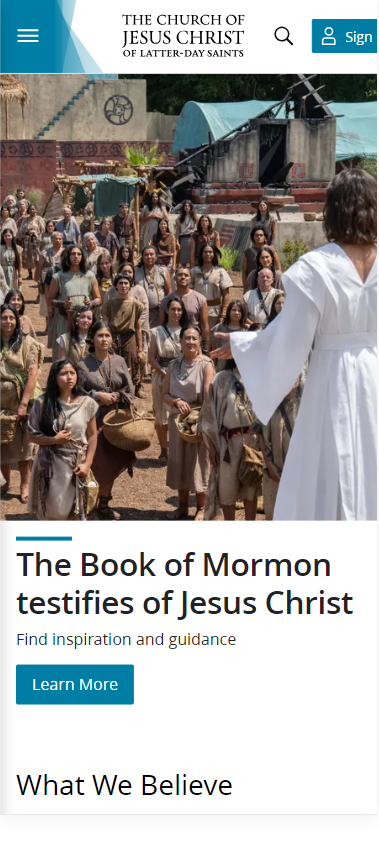 THE CHURCH OF
JESUS CHRIST
OF LATTER-DAY SAINTS
Sign
The Book of Mormon
testifies of Jesus Christ
Find inspiration and guidance
Learn More
What We Believe